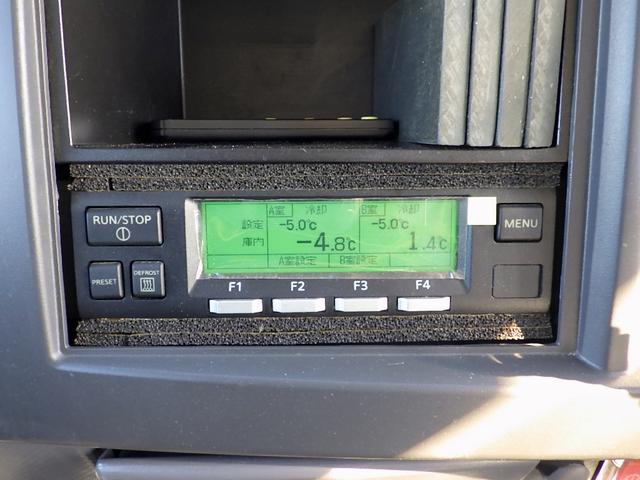 RUN/STOP
PRESET
DEFROST
A室 冷却 B室 冷却
設定 -5.0℃ -5.0℃
庫内 -4.8℃ 1.4℃
A室設定 B室設定
F1 F2 F3 F4
MENU